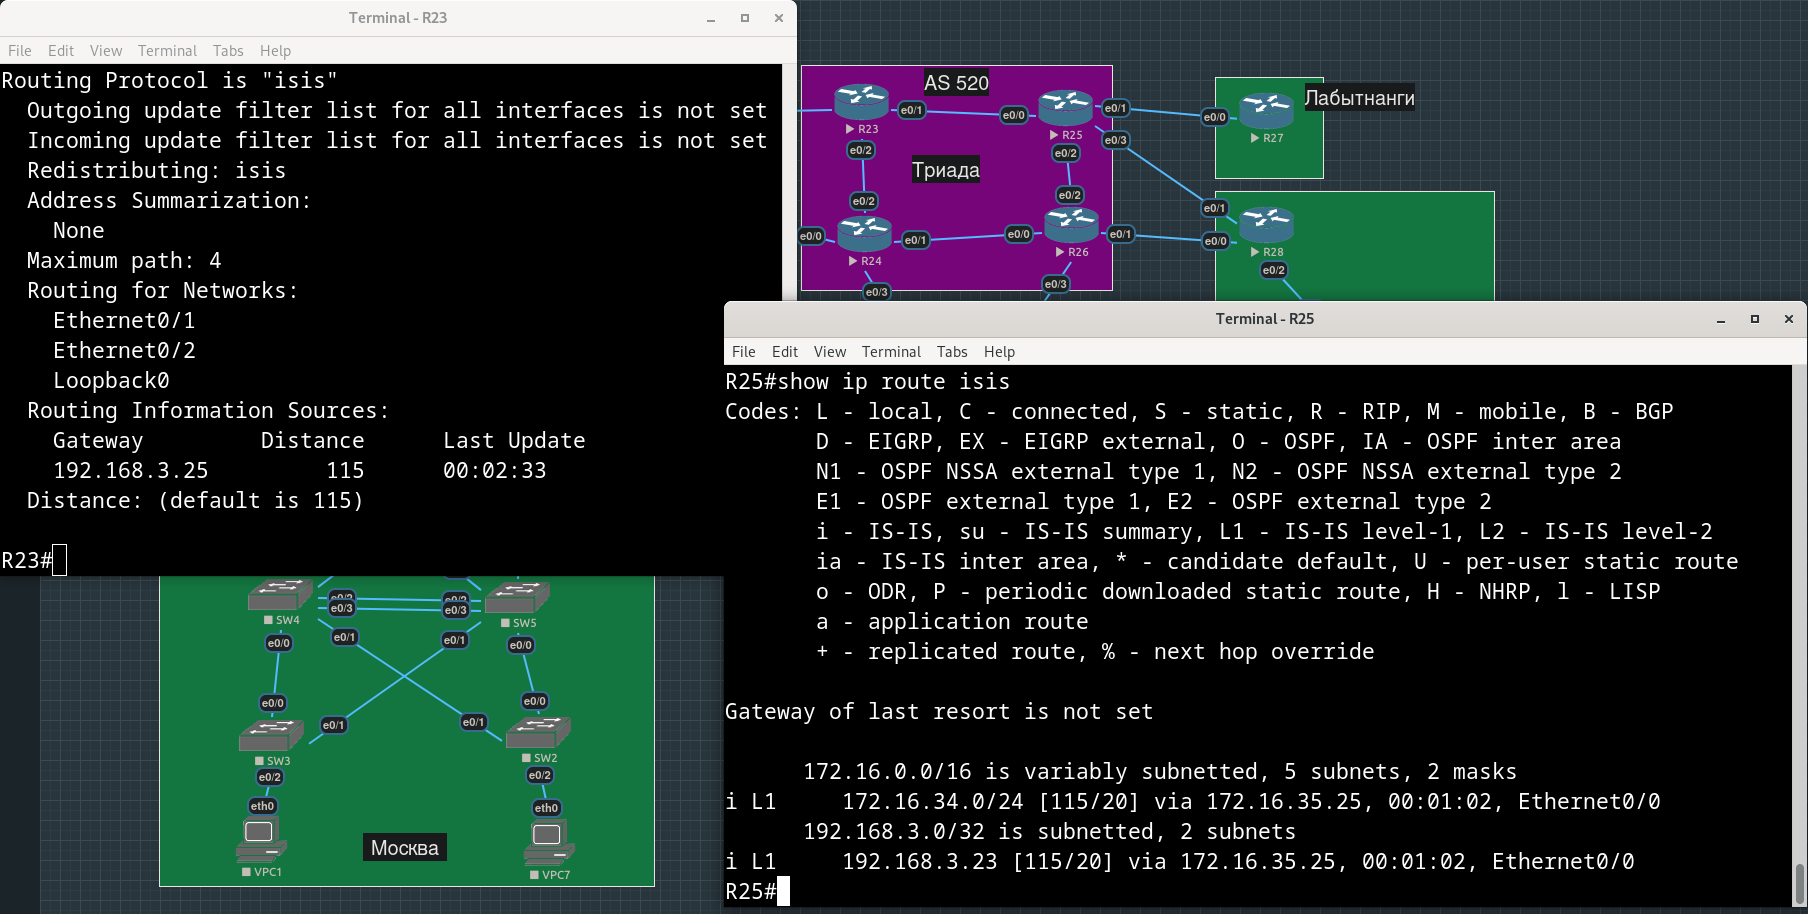 Terminal - R23
File Edit View Terminal Tabs Help
Routing Protocol is "isis"
  Outgoing update filter list for all interfaces is not set
  Incoming update filter list for all interfaces is not set
  Redistributing: isis
  Address Summarization:
    None
  Maximum path: 4
  Routing for Networks:
    Ethernet0/1
    Ethernet0/2
    Loopback0
  Routing Information Sources:
    Gateway         Distance      Last Update
    192.168.3.25         115      00:02:33
  Distance: (default is 115)
R23#
AS 520
R23
e0/1
e0/0
R25
e0/1
e0/0
R27
Лабытнанги
e0/2
e0/2
e0/3
Триада
e0/2
e0/2
e0/1
e0/0
R24
e0/1
e0/0
R26
e0/1
e0/0
R28
e0/3
e0/3
e0/2
Terminal - R25
File Edit View Terminal Tabs Help
R25#show ip route isis
Codes: L - local, C - connected, S - static, R - RIP, M - mobile, B - BGP
       D - EIGRP, EX - EIGRP external, O - OSPF, IA - OSPF inter area
       N1 - OSPF NSSA external type 1, N2 - OSPF NSSA external type 2
       E1 - OSPF external type 1, E2 - OSPF external type 2
       i - IS-IS, su - IS-IS summary, L1 - IS-IS level-1, L2 - IS-IS level-2
       ia - IS-IS inter area, * - candidate default, U - per-user static route
       o - ODR, P - periodic downloaded static route, H - NHRP, l - LISP
       a - application route
       + - replicated route, % - next hop override
Gateway of last resort is not set
      172.16.0.0/16 is variably subnetted, 5 subnets, 2 masks
i L1     172.16.34.0/24 [115/20] via 172.16.35.25, 00:01:02, Ethernet0/0
      192.168.3.0/32 is subnetted, 2 subnets
i L1     192.168.3.23 [115/20] via 172.16.35.25, 00:01:02, Ethernet0/0
R25#
e0/3
e0/3
SW4
SW5
e0/0
e0/1
e0/1
e0/0
e0/0
e0/1
e0/1
e0/0
SW3
SW2
e0/2
e0/2
eth0
eth0
Москва
VPC1
VPC7